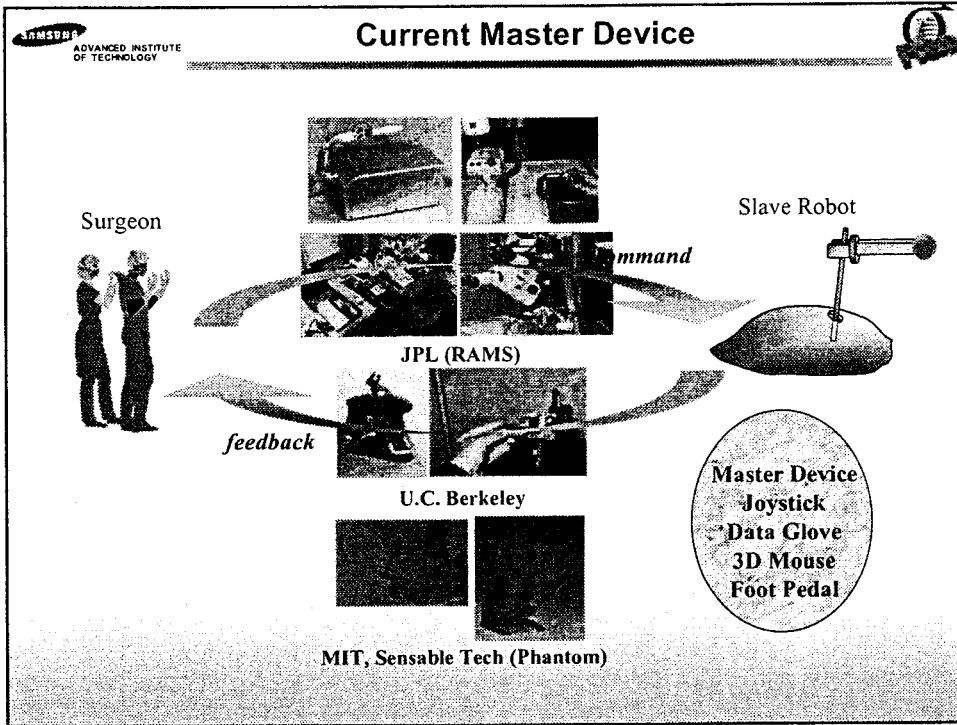 SAMSUNG
ADVANCED INSTITUTE
OF TECHNOLOGY
Current Master Device
Surgeon
Slave Robot
ommand
JPL (RAMS)
feedback
U.C. Berkeley
Master Device
Joystick
Data Glove
3D Mouse
Foot Pedal
MIT, Sensable Tech (Phantom)